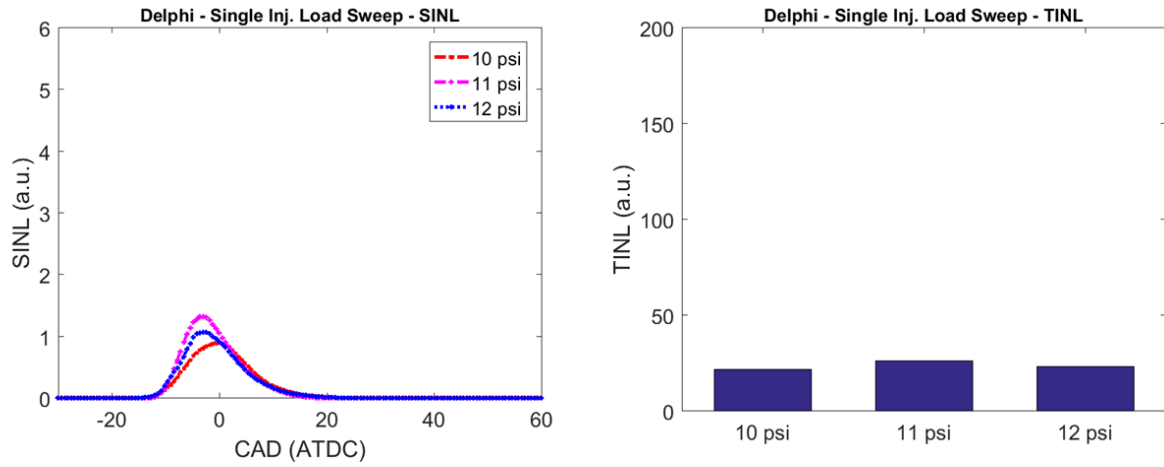 Delphi - Single Inj. Load Sweep - SINL
6
5
4
3
2
1
0
SINL (a.u.)
10 psi
11 psi
12 psi
-20
0
20
40
60
CAD (ATDC)
Delphi - Single Inj. Load Sweep - TINL
200
150
100
50
0
TINL (a.u.)
10 psi
11 psi
12 psi